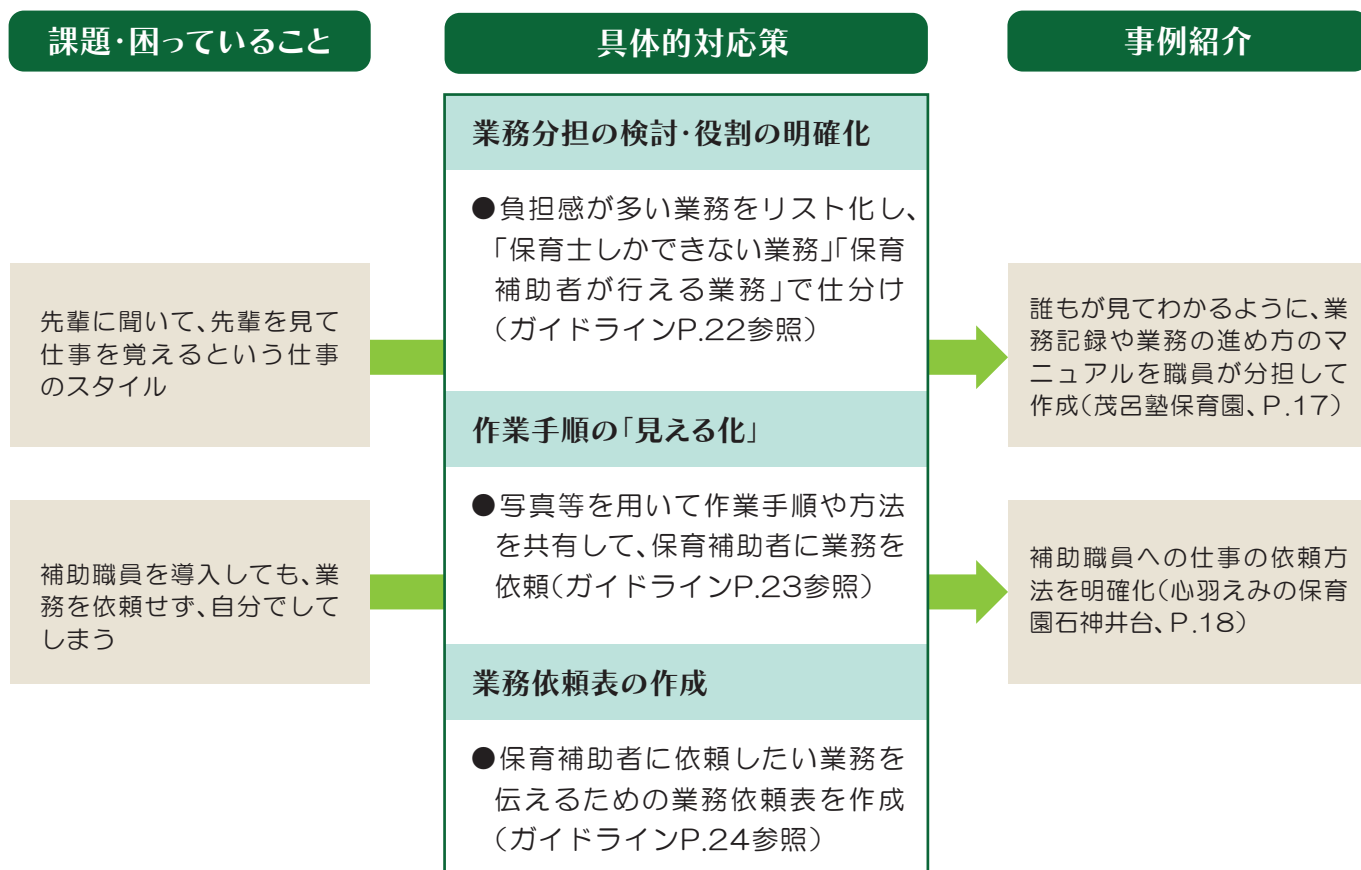 課題・困っていること
具体的対応策
事例紹介
先輩に聞いて、先輩を見て
仕事を覚えるという仕事
のスタイル
補助職員を導入しても、業
務を依頼せず、自分でして
しまう
業務分担の検討・役割の明確化
●負担感が多い業務をリスト化し、
「保育士しかできない業務」「保育
補助者が行える業務」で仕分け
（ガイドラインP.22参照）
作業手順の「見える化」
●写真等を用いて作業手順や方法
を共有して、保育補助者に業務を
依頼（ガイドラインP.23参照）
業務依頼表の作成
●保育補助者に依頼したい業務を
伝えるための業務依頼表を作成
（ガイドラインP.24参照）
誰もが見てわかるように、業
務記録や業務の進め方のマ
ニュアルを職員が分担して
作成（茂呂塾保育園、P.17）
補助職員への仕事の依頼方
法を明確化（心羽えみの保育
園石神井台、P.18）